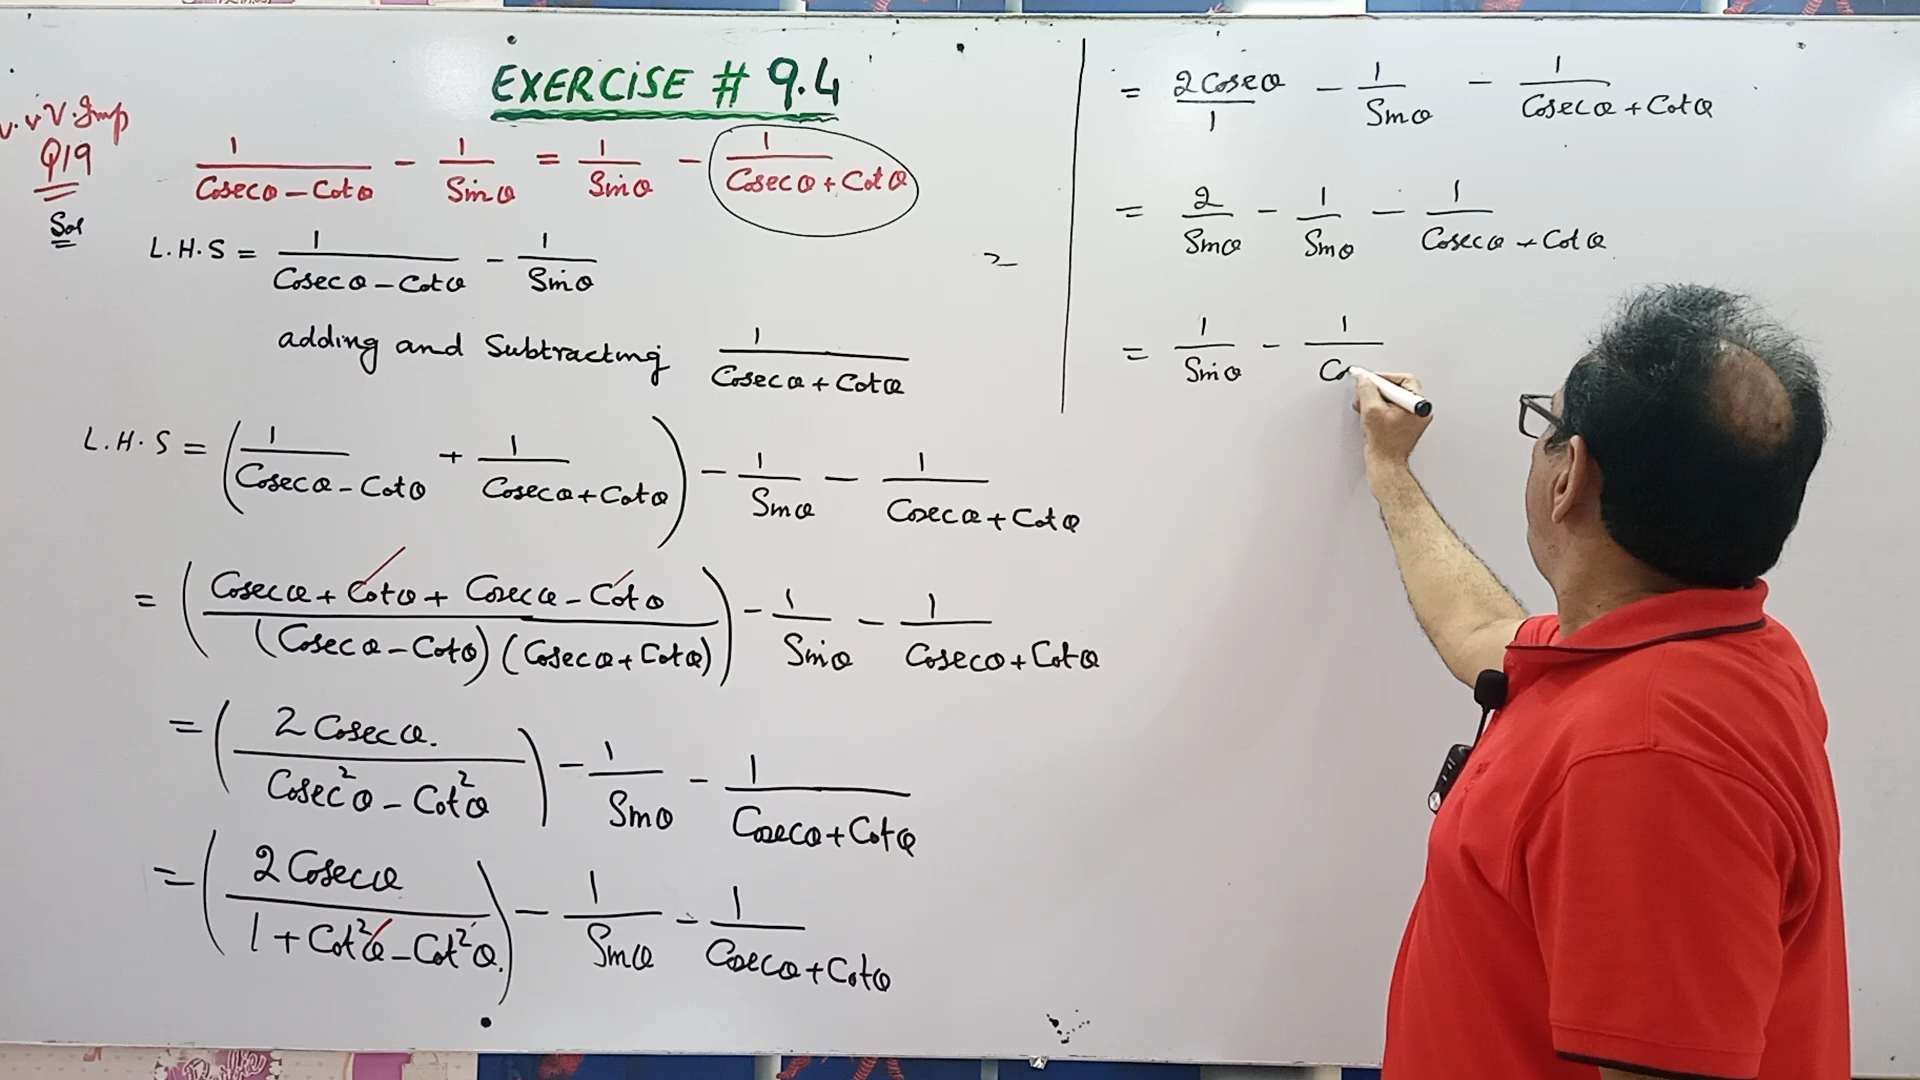 EXERCISE # 9.4
V.V.V.Imp
Q19
1/(Cosecθ - Cotθ) - 1/Sinθ = 1/Sinθ - 1/(Cosecθ + Cotθ)
Sol
L.H.S = 1/(Cosecθ - Cotθ) - 1/Sinθ
adding and Subtracting 1/(Cosecθ + Cotθ)
L.H.S = (1/(Cosecθ - Cotθ) + 1/(Cosecθ + Cotθ)) - 1/Sinθ - 1/(Cosecθ + Cotθ)
= ((Cosecθ + Cotθ + Cosecθ - Cotθ)/((Cosecθ - Cotθ)(Cosecθ + Cotθ))) - 1/Sinθ - 1/(Cosecθ + Cotθ)
= (2Cosecθ/(Cosec²θ - Cot²θ)) - 1/Sinθ - 1/(Cosecθ + Cotθ)
= (2Cosecθ/(1 + Cot²θ - Cot²θ)) - 1/Sinθ - 1/(Cosecθ + Cotθ)
= 2Cosecθ/1 - 1/Sinθ - 1/(Cosecθ + Cotθ)
= 2/Sinθ - 1/Sinθ - 1/(Cosecθ + Cotθ)
= 1/Sinθ - 1/Co